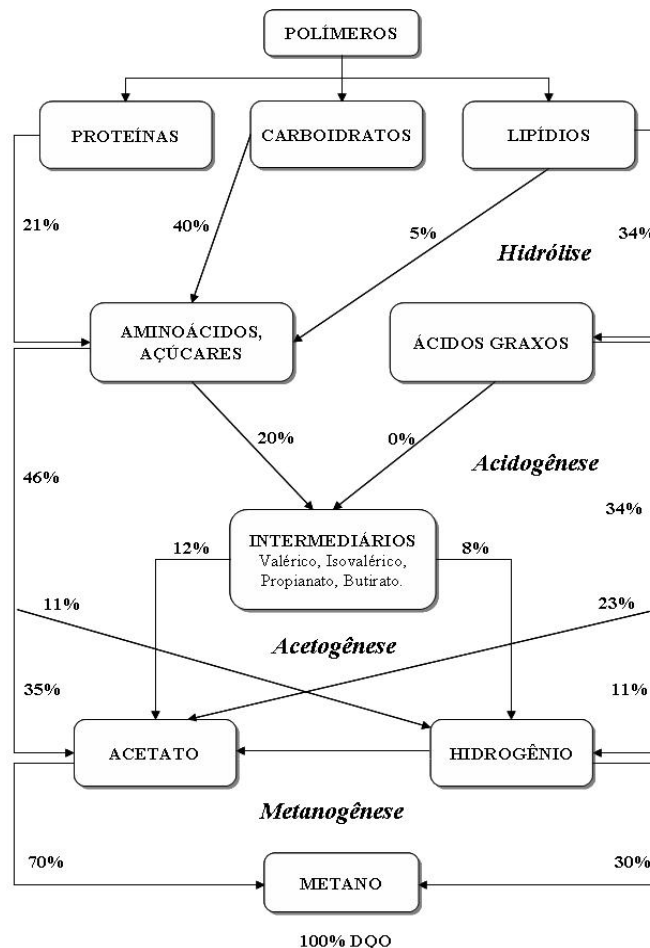 POLÍMEROS
PROTEÍNAS
CARBOIDRATOS
LIPÍDIOS
21%
40%
5%
34%
Hidrólise
AMINOÁCIDOS,
AÇÚCARES
ÁCIDOS GRAXOS
20%
0%
46%
Acidogênese
34%
INTERMEDIÁRIOS
Valérico, Isovalérico,
Propianato, Butirato.
12%
8%
11%
23%
Acetogênese
35%
11%
ACETATO
HIDROGÊNIO
Metanogênese
70%
30%
METANO
100% DQO